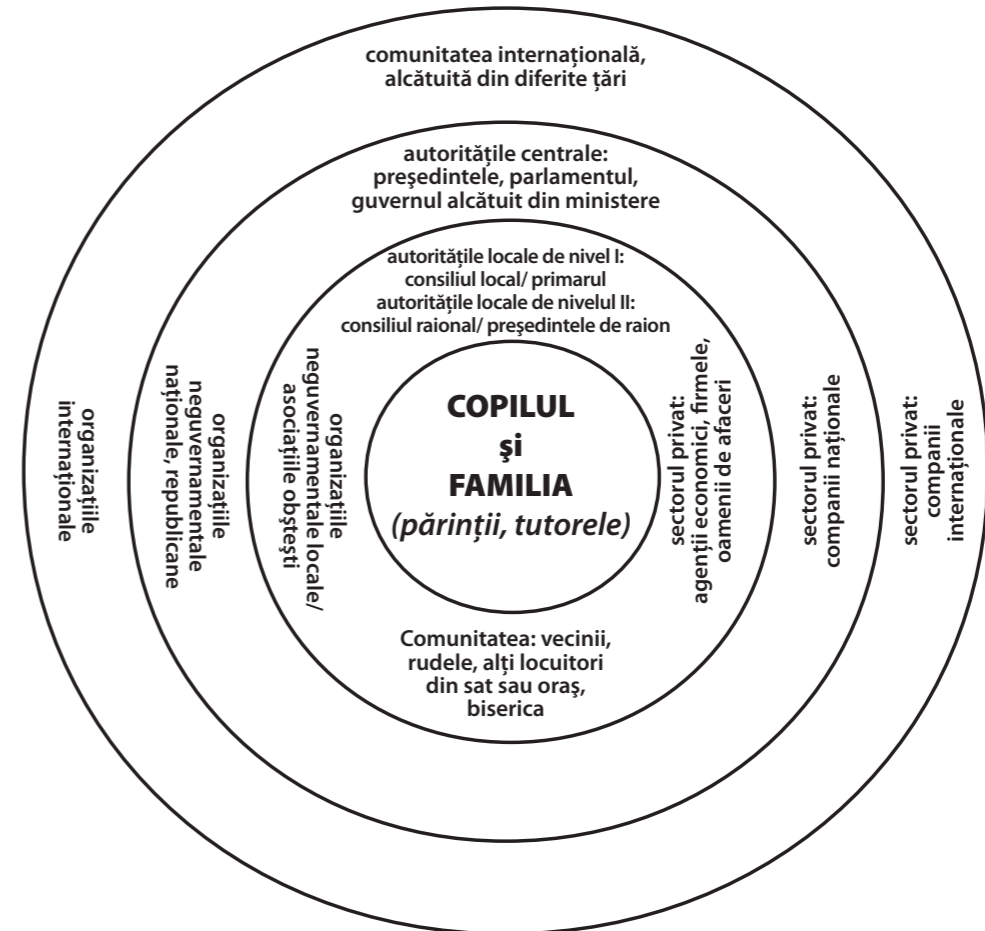 comunitatea internațională,
alcătuită din diferite țări
autoritățile centrale:
președintele, parlamentul,
guvernul alcătuit din ministere
autoritățile locale de nivel I:
consiliul local/ primarul
autoritățile locale de nivelul II:
consiliul raional/ președintele de raion
organizațiile
internaționale
organizațiile
neguvernamentale
naționale, republicane
organizațiile
neguvernamentale locale/
asociațiile obștești
COPILUL
și
FAMILIA
(părinții, tutorele)
sectorul privat:
agenții economici, firmele,
oamenii de afaceri
sectorul privat:
companii naționale
sectorul privat:
companii
internaționale
Comunitatea: vecinii,
rudele, alți locuitori
din sat sau oraș,
biserica